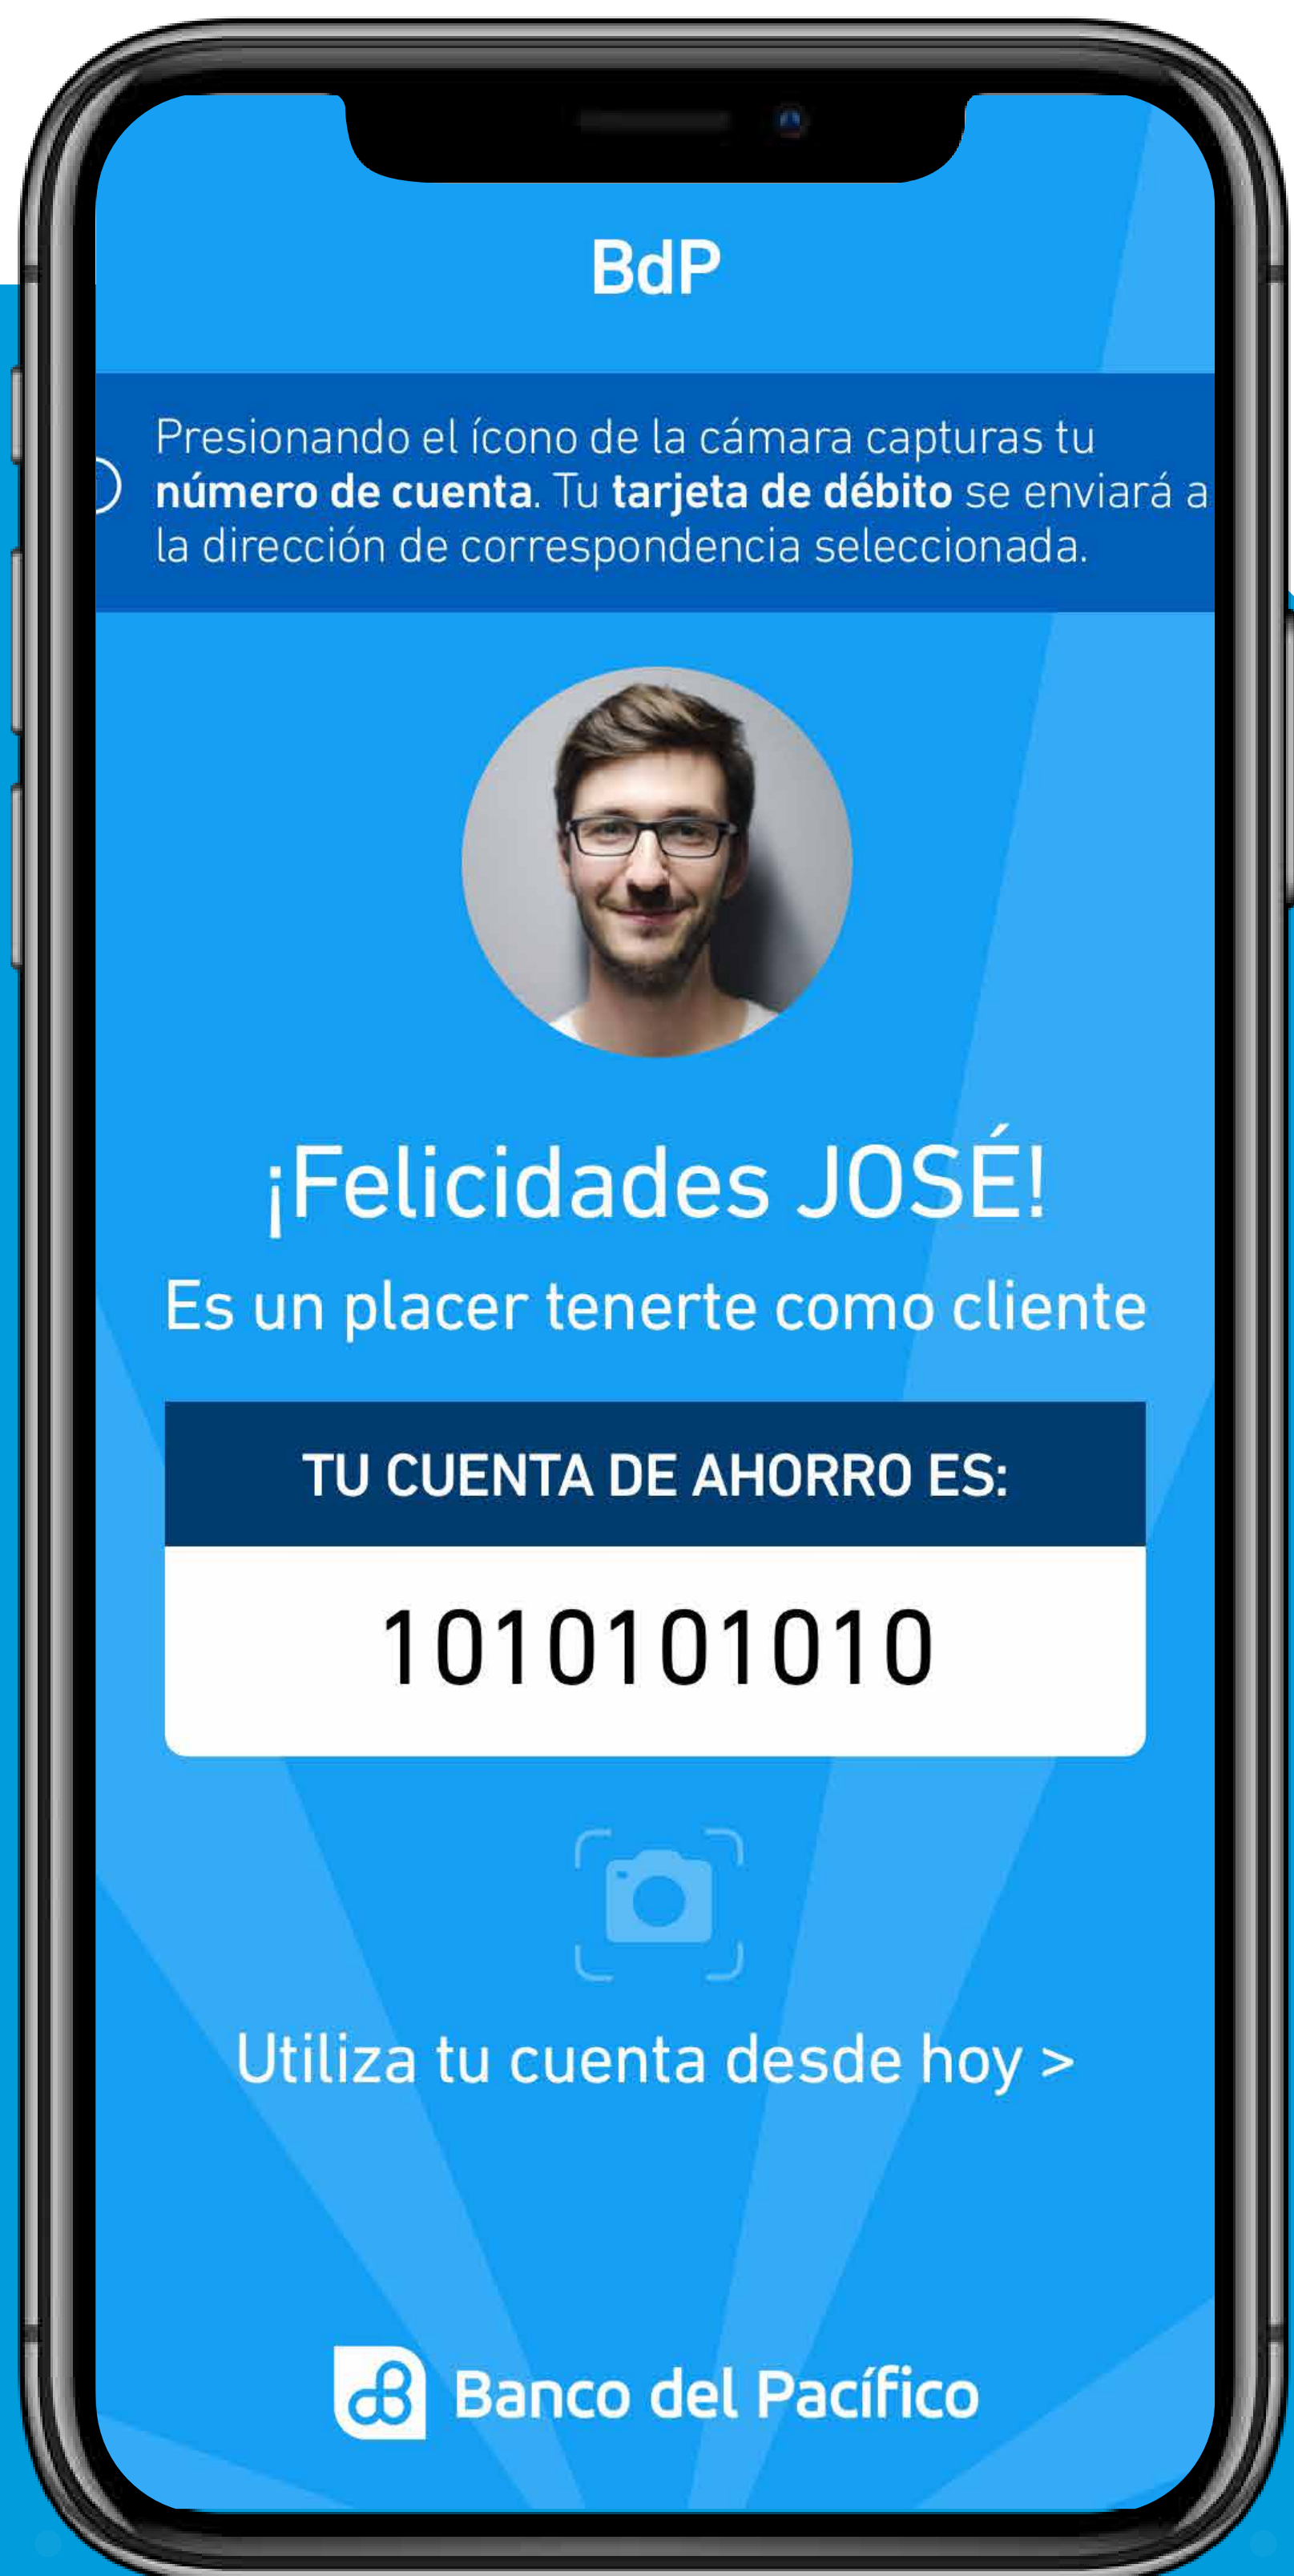 BdP
Presionando el ícono de la cámara capturas tu
número de cuenta. Tu tarjeta de débito se enviará a
la dirección de correspondencia seleccionada.
¡Felicidades JOSÉ!
Es un placer tenerte como cliente
TU CUENTA DE AHORRO ES:
1010101010
Utiliza tu cuenta desde hoy >
Banco del Pacífico